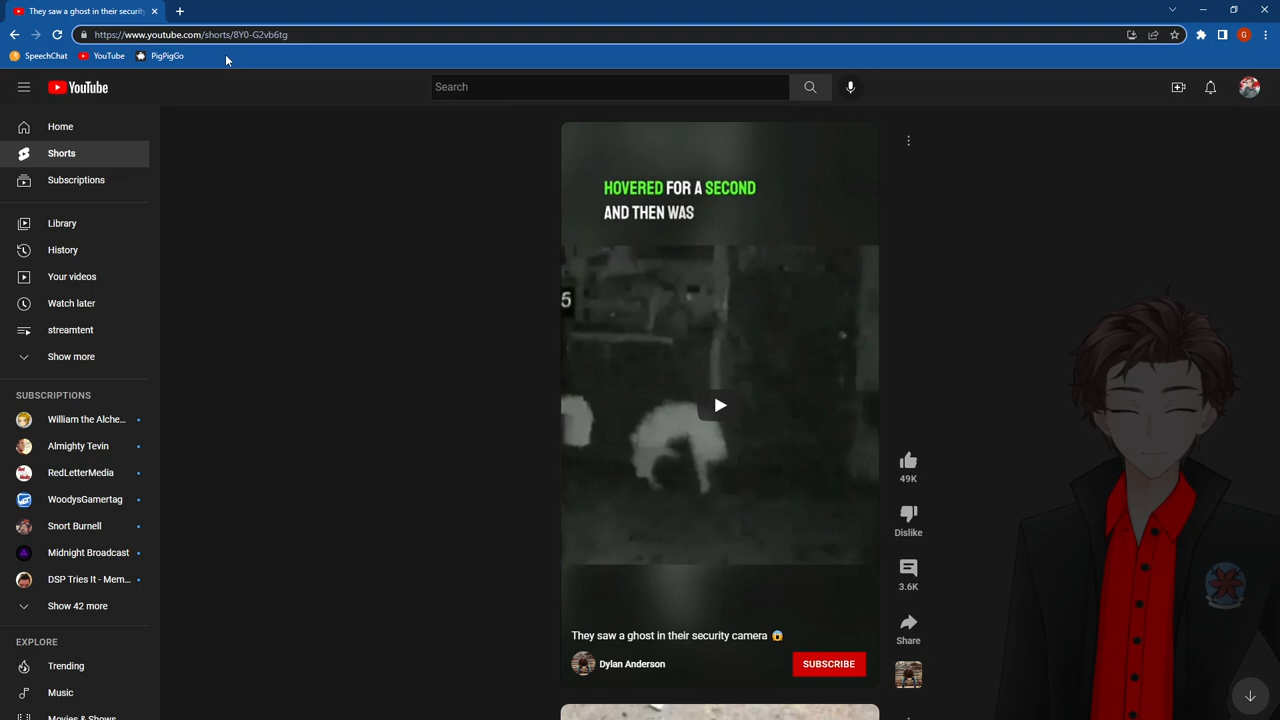 They saw a ghost in their security
https://www.youtube.com/shorts/8Y0-G2vb6tg
G
SpeechChat
YouTube
PigPigGo
YouTube
Search
Home
Shorts
Subscriptions
Library
History
Your videos
Watch later
streamtent
Show more
SUBSCRIPTIONS
William the Alche...
Almighty Tevin
RedLetterMedia
WoodysGamertag
Snort Burnell
Midnight Broadcast
DSP Tries It - Mem...
Show 42 more
EXPLORE
Trending
Music
Movies & Shows
HOVERED FOR A SECOND
AND THEN WAS
5
They saw a ghost in their security camera 😱
Dylan Anderson
SUBSCRIBE
49K
Dislike
3.6K
Share